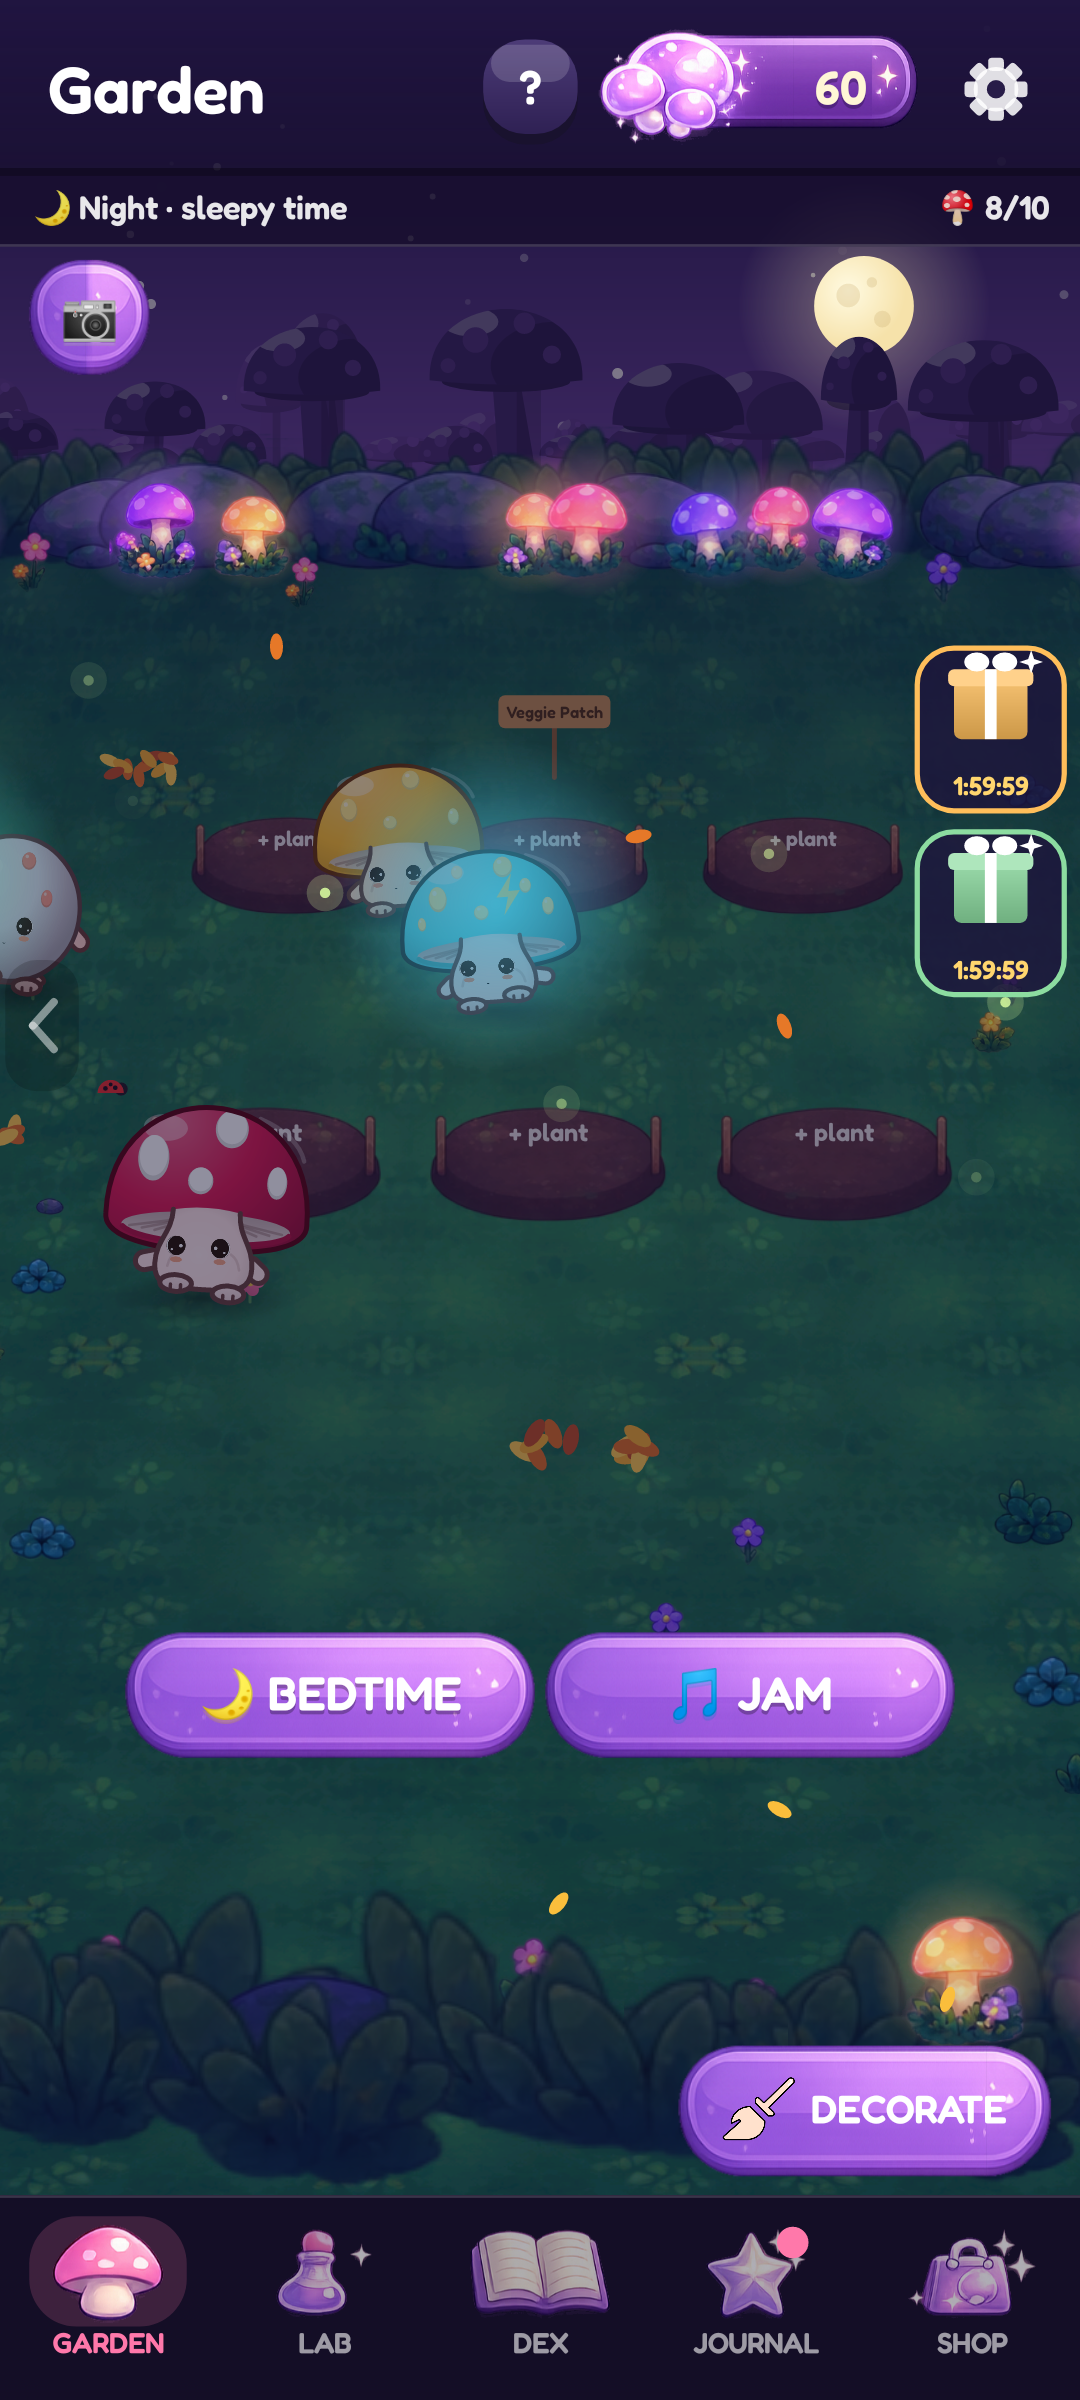 Garden
?
60
🌙 Night · sleepy time
8/10
Veggie Patch
1:59:59
+ plan
+ plant
+ plant
1:59:59
nt
+ plant
+ plant
BEDTIME
JAM
DECORATE
GARDEN
LAB
DEX
JOURNAL
SHOP